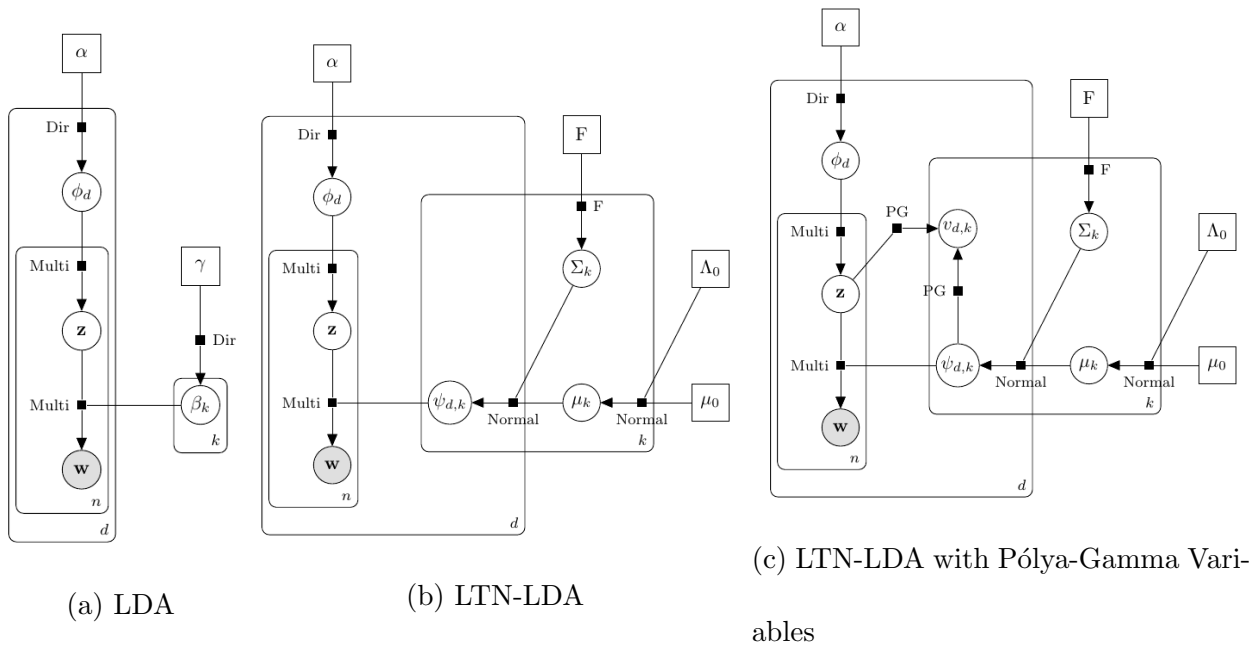 α
Dir
ϕ_d
Multi
z
γ
Dir
Multi
β_k
k
w
n
d
(a) LDA
α
Dir
F
ϕ_d
F
Multi
Σ_k
Λ_0
z
Multi
ψ_{d,k}
Normal
μ_k
Normal
μ_0
k
w
n
d
(b) LTN-LDA
α
Dir
F
ϕ_d
F
PG
Multi
v_{d,k}
Σ_k
Λ_0
z
PG
Multi
ψ_{d,k}
Normal
μ_k
Normal
μ_0
k
w
n
d
(c) LTN-LDA with Pólya-Gamma Vari-
ables